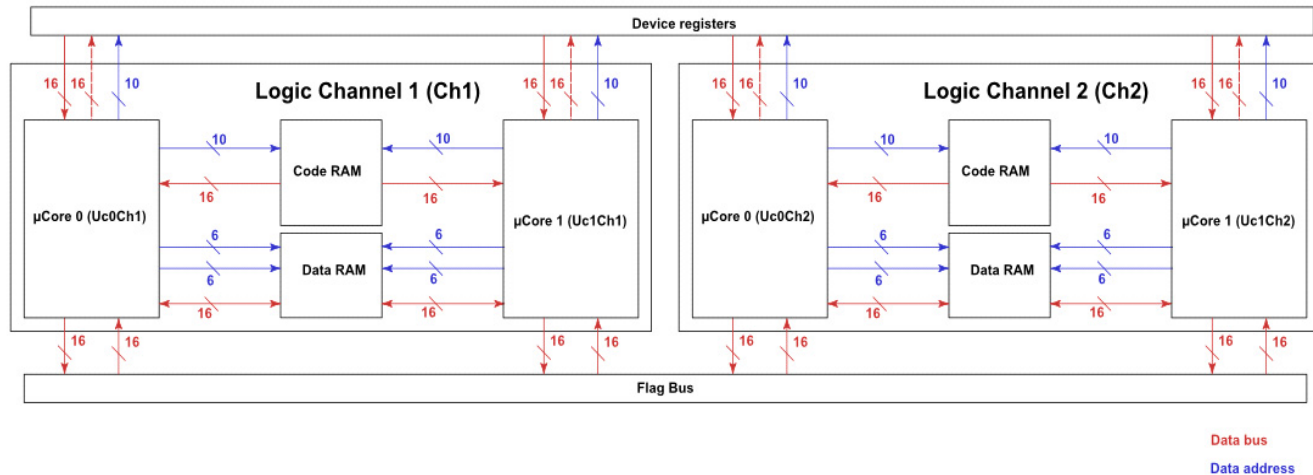 Device registers
16 16 10 16 16 10 16 16 10 16 16 10
Logic Channel 1 (Ch1) Logic Channel 2 (Ch2)
10 10 10 10
Code RAM Code RAM
16 16 16 16
µCore 0 (Uc0Ch1) µCore 1 (Uc1Ch1) µCore 0 (Uc0Ch2) µCore 1 (Uc1Ch2)
6 6 6 6
Data RAM Data RAM
6 6 6 6
16 16 16 16
16 16 16 16 16 16 16 16
Flag Bus
Data bus
Data address